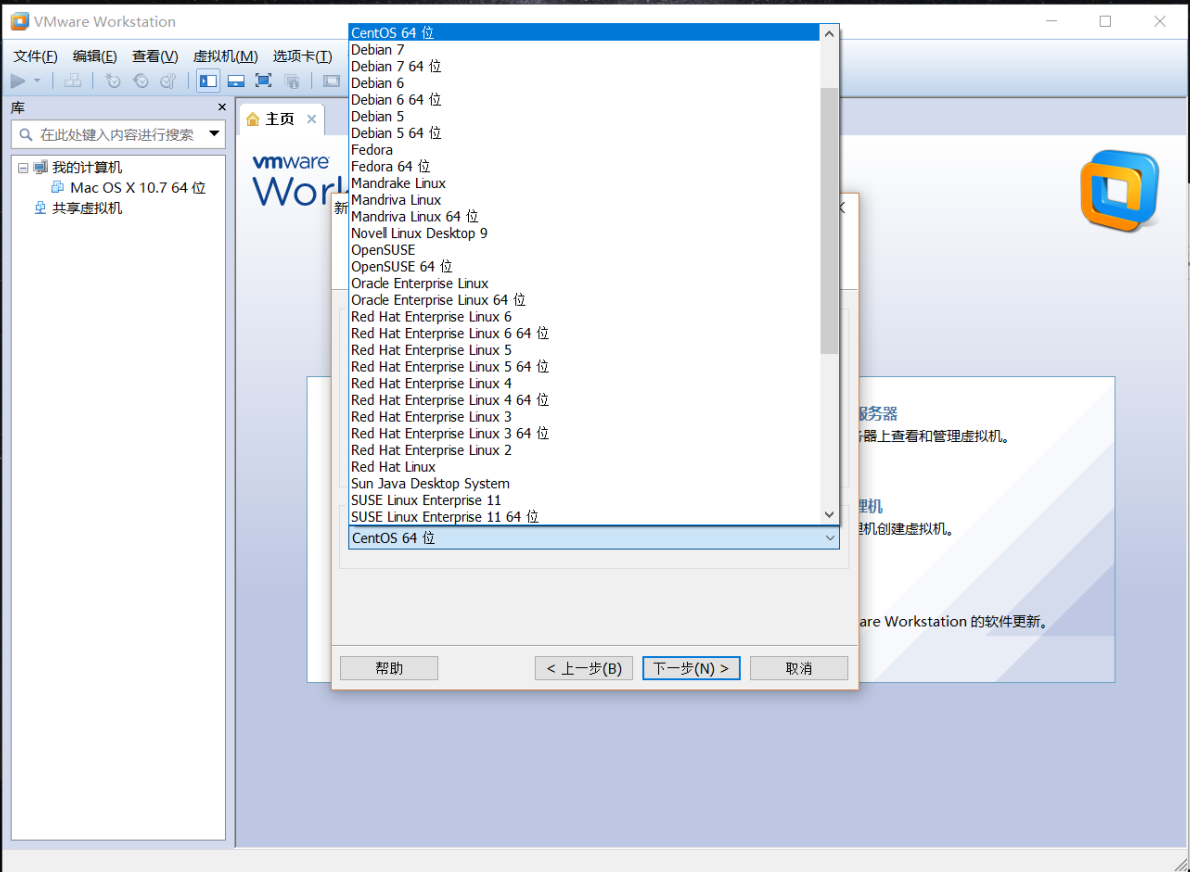 VMware Workstation
文件(F) 编辑(E) 查看(V) 虚拟机(M) 选项卡(T)
库
在此处键入内容进行搜索
我的计算机
Mac OS X 10.7 64 位
共享虚拟机
主页
vmware
CentOS 64 位
Debian 7
Debian 7 64 位
Debian 6
Debian 6 64 位
Debian 5
Debian 5 64 位
Fedora
Fedora 64 位
Mandrake Linux
Mandriva Linux
Mandriva Linux 64 位
Novell Linux Desktop 9
OpenSUSE
OpenSUSE 64 位
Oracle Enterprise Linux
Oracle Enterprise Linux 64 位
Red Hat Enterprise Linux 6
Red Hat Enterprise Linux 6 64 位
Red Hat Enterprise Linux 5
Red Hat Enterprise Linux 5 64 位
Red Hat Enterprise Linux 4
Red Hat Enterprise Linux 4 64 位
Red Hat Enterprise Linux 3
Red Hat Enterprise Linux 3 64 位
Red Hat Enterprise Linux 2
Red Hat Linux
Sun Java Desktop System
SUSE Linux Enterprise 11
SUSE Linux Enterprise 11 64 位
CentOS 64 位
服务器
器上查看和管理虚拟机。
理机
理机创建虚拟机。
are Workstation 的软件更新。
帮助
< 上一步(B)
下一步(N) >
取消